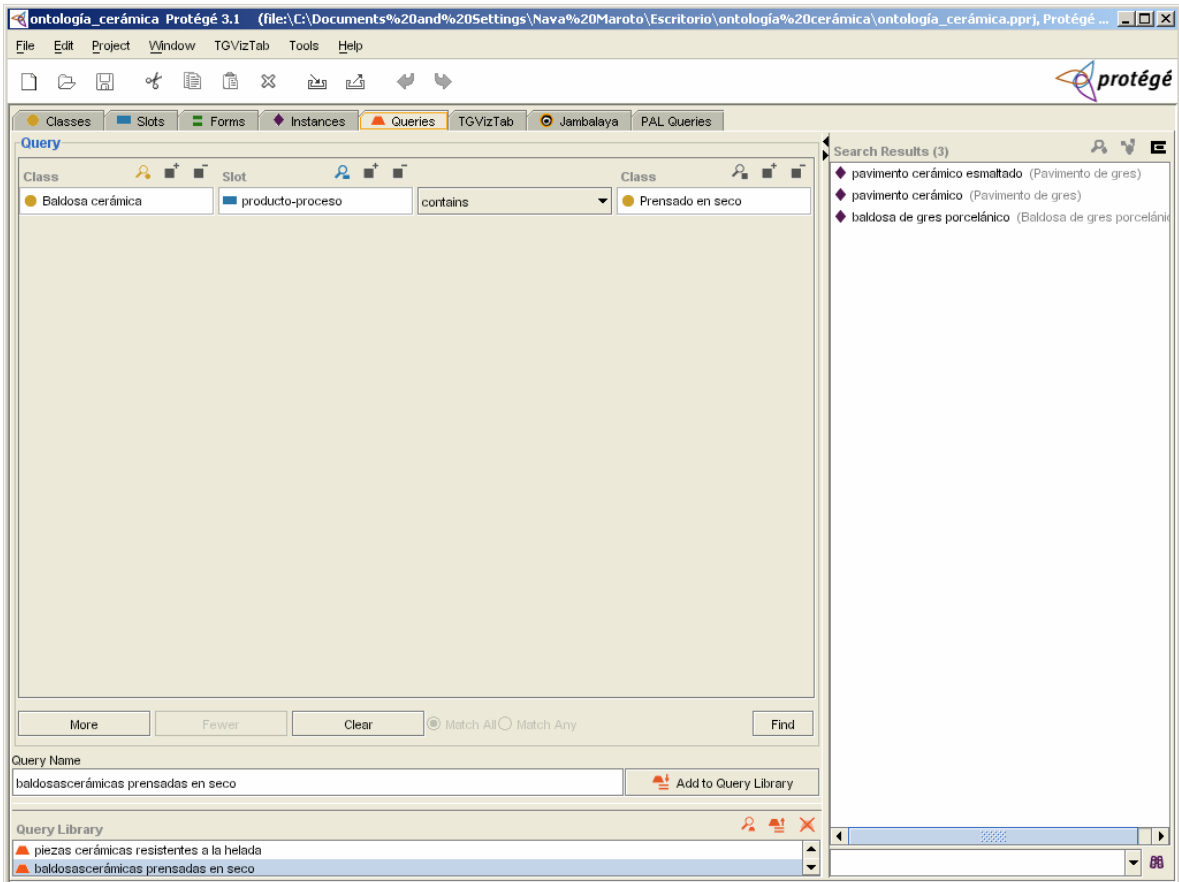 ontología_cerámica Protégé 3.1 (file:\C:\Documents%20and%20Settings\Nava%20Maroto\Escritorio\ontología%20cerámica\ontología_cerámica.pprj, Protégé ...
File Edit Project Window TGVizTab Tools Help
protégé
Classes Slots Forms Instances Queries TGVizTab Jambalaya PAL Queries
Query
Class Slot Class
Baldosa cerámica producto-proceso contains Prensado en seco
Search Results (3)
pavimento cerámico esmaltado (Pavimento de gres)
pavimento cerámico (Pavimento de gres)
baldosa de gres porcelánico (Baldosa de gres porcelánic
More Fewer Clear Match All Match Any Find
Query Name
baldosascerámicas prensadas en seco Add to Query Library
Query Library
piezas cerámicas resistentes a la helada
baldosascerámicas prensadas en seco